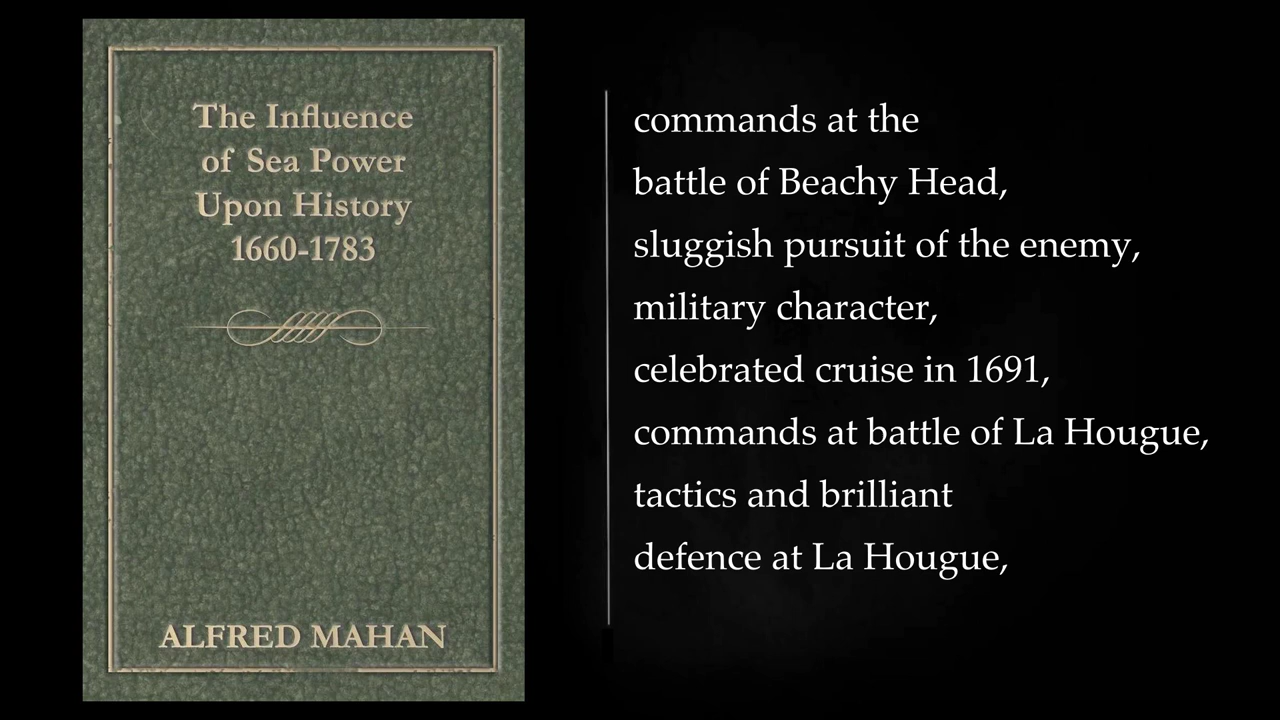 The Influence
of Sea Power
Upon History
1660-1783
ALFRED MAHAN
commands at the
battle of Beachy Head,
sluggish pursuit of the enemy,
military character,
celebrated cruise in 1691,
commands at battle of La Hougue,
tactics and brilliant
defence at La Hougue,